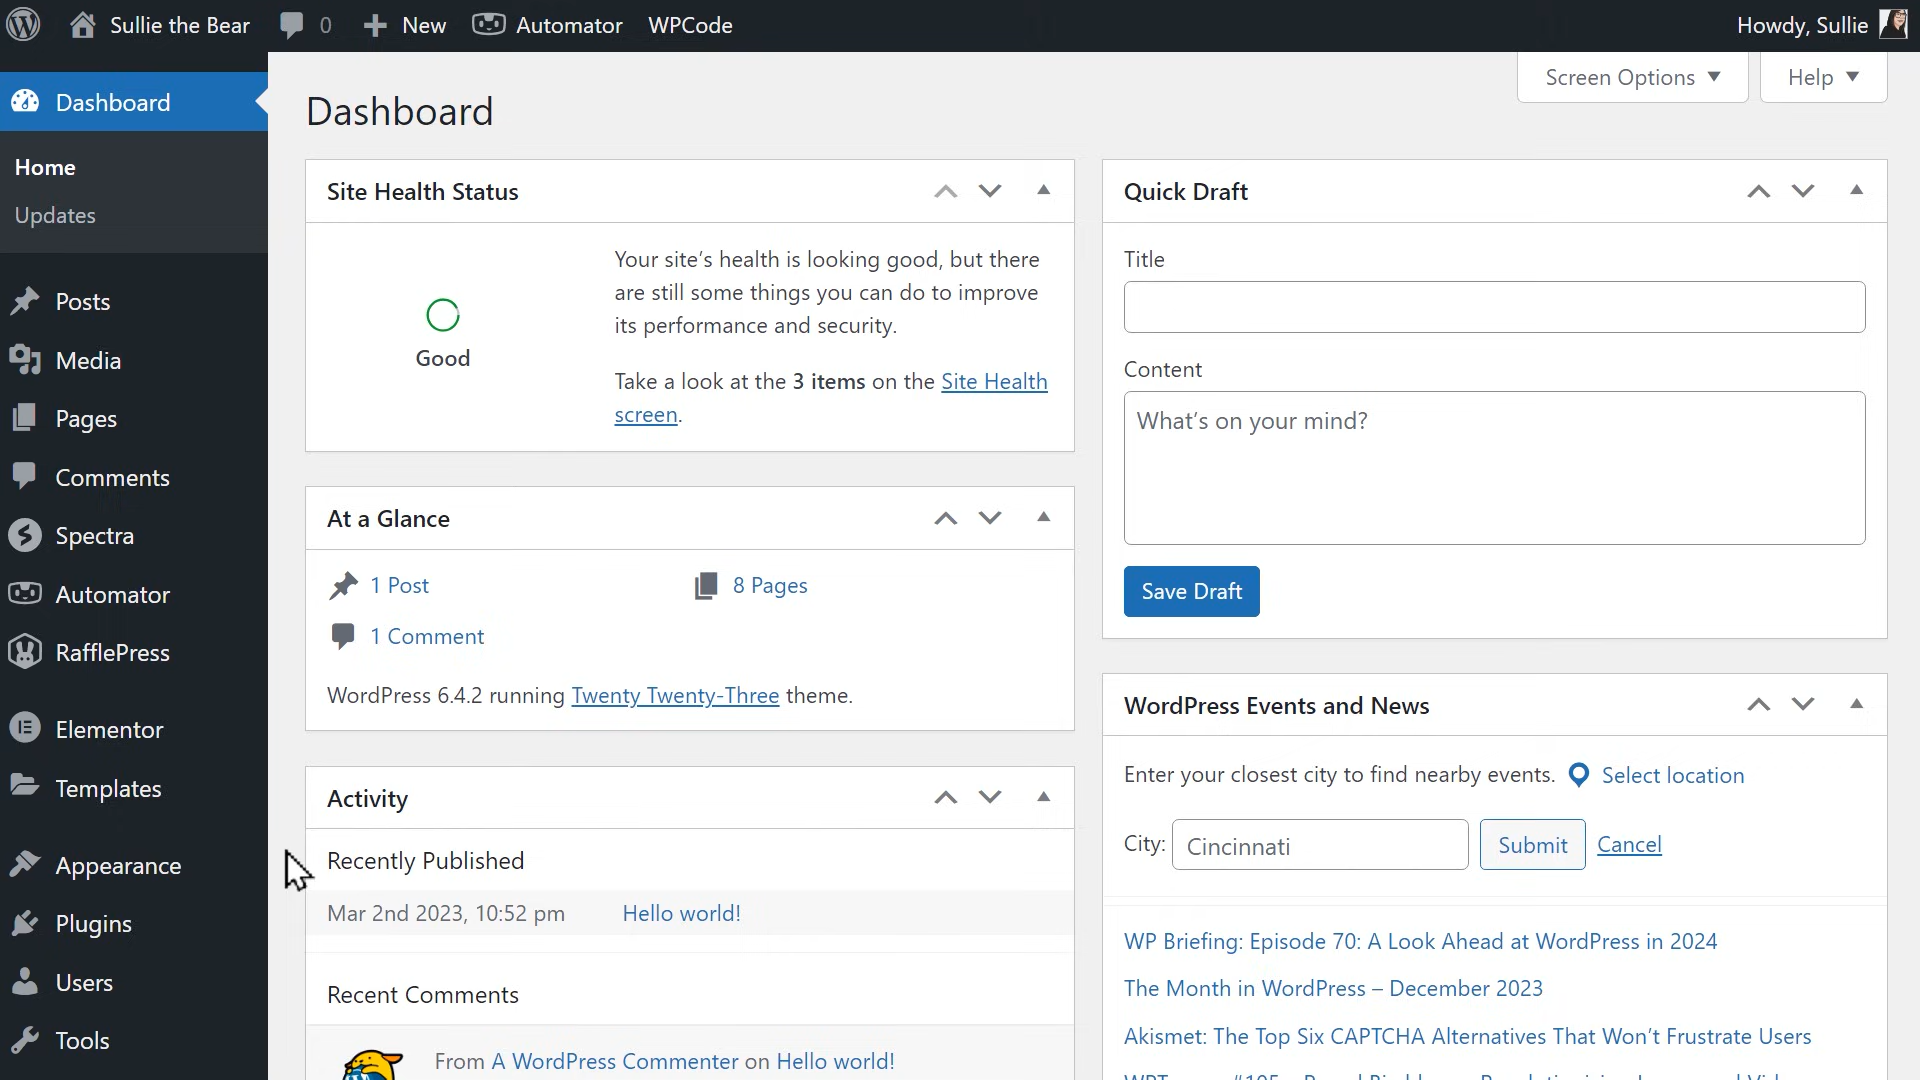 Sullie the Bear
0
New
Automator
WPCode
Howdy, Sullie
Dashboard
Home
Updates
Posts
Media
Pages
Comments
Spectra
Automator
RafflePress
Elementor
Templates
Appearance
Plugins
Users
Tools
Screen Options
Help
Dashboard
Site Health Status
Good
Your site’s health is looking good, but there
are still some things you can do to improve
its performance and security.
Take a look at the 3 items on the Site Health
screen.
At a Glance
1 Post
8 Pages
1 Comment
WordPress 6.4.2 running Twenty Twenty-Three theme.
Activity
Recently Published
Mar 2nd 2023, 10:52 pm
Hello world!
Recent Comments
From A WordPress Commenter on Hello world!
Quick Draft
Title
Content
What’s on your mind?
Save Draft
WordPress Events and News
Enter your closest city to find nearby events.
Select location
City:
Cincinnati
Submit
Cancel
WP Briefing: Episode 70: A Look Ahead at WordPress in 2024
The Month in WordPress – December 2023
Akismet: The Top Six CAPTCHA Alternatives That Won’t Frustrate Users